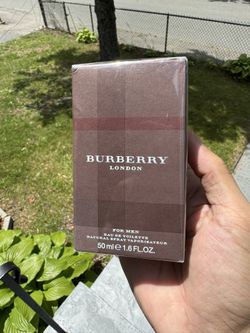 BURBERRY
LONDON
FOR MEN
EAU DE TOILETTE
NATURAL SPRAY VAPORISATEUR
50 ml e 1.6 FL.OZ.